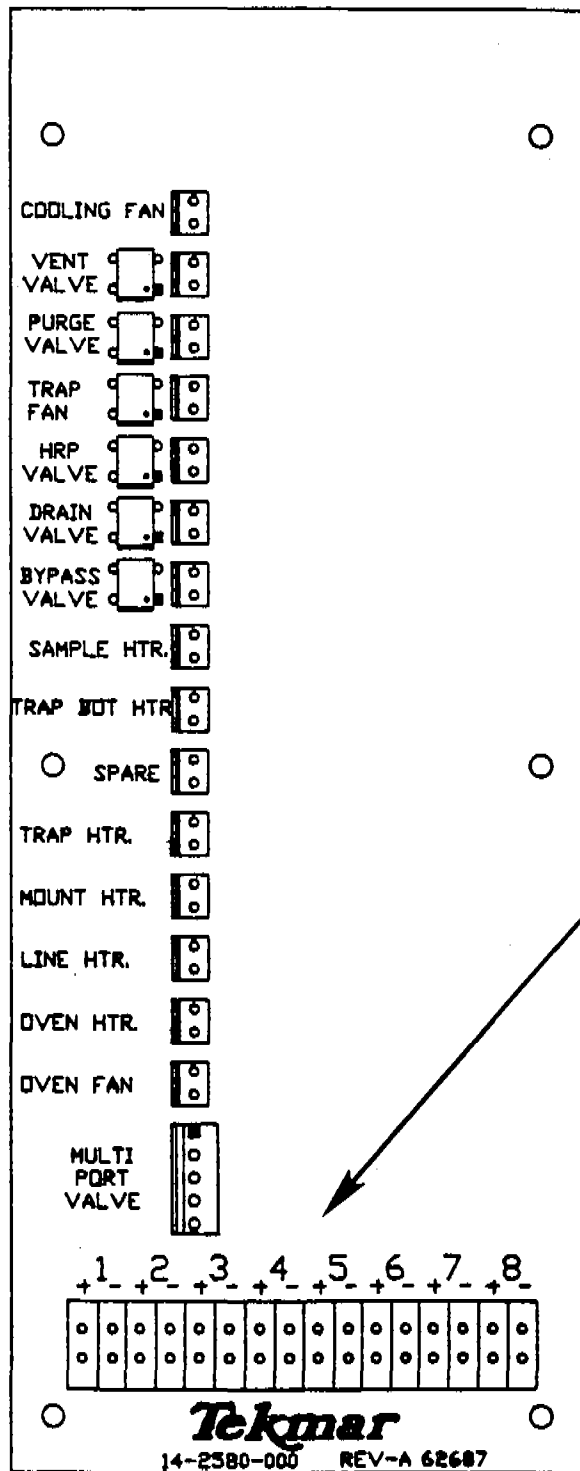 COOLING FAN
VENT
VALVE
PURGE
VALVE
TRAP
FAN
HRP
VALVE
DRAIN
VALVE
BYPASS
VALVE
SAMPLE HTR.
TRAP BOT HTR
SPARE
TRAP HTR.
MOUNT HTR.
LINE HTR.
OVEN HTR.
OVEN FAN
MULTI
PORT
VALVE
1 2 3 4 5 6 7 8
+ - + - + - + - + - + - + - + -
Tekmar
14-2580-000 REV-A 62687